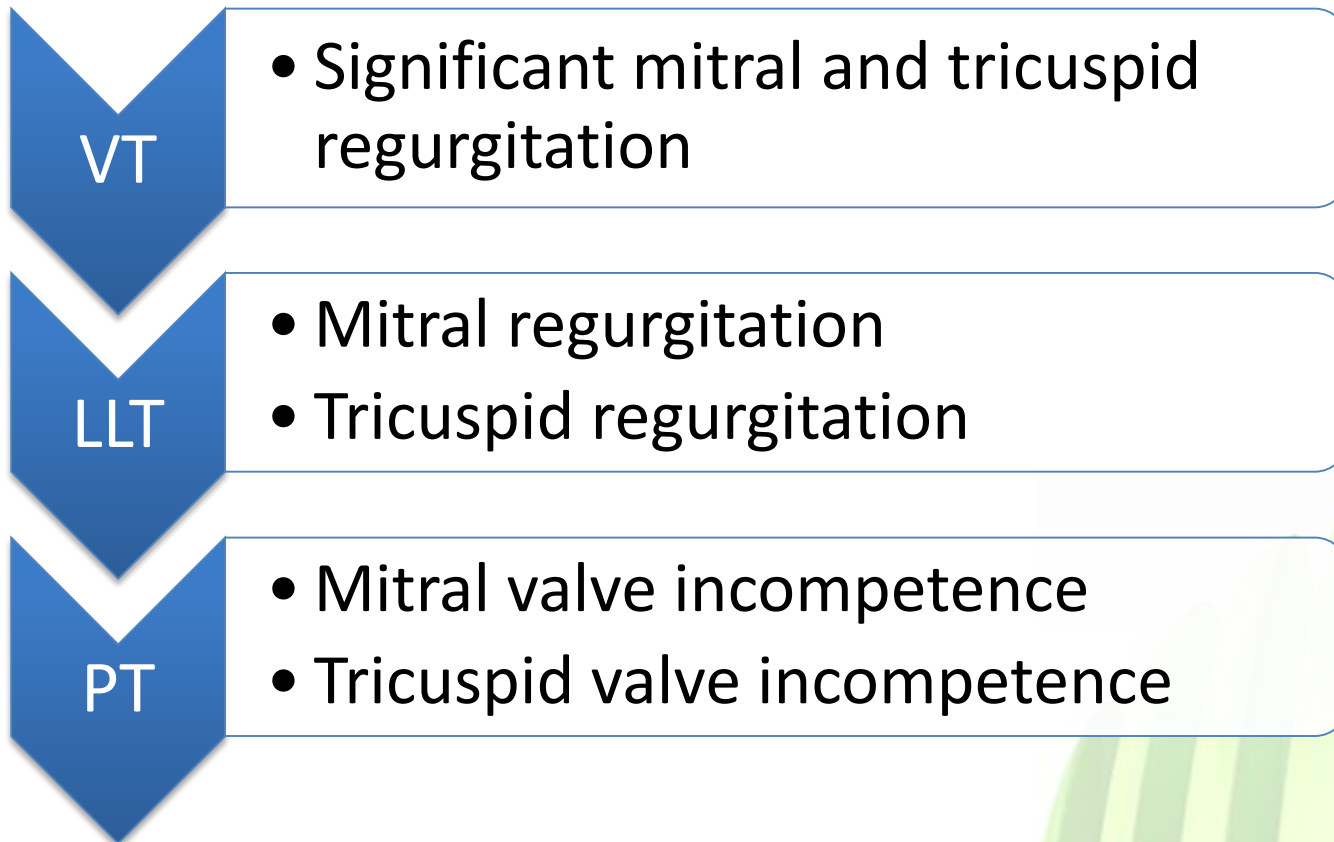 VT
• Significant mitral and tricuspid
regurgitation
LLT
• Mitral regurgitation
• Tricuspid regurgitation
PT
• Mitral valve incompetence
• Tricuspid valve incompetence